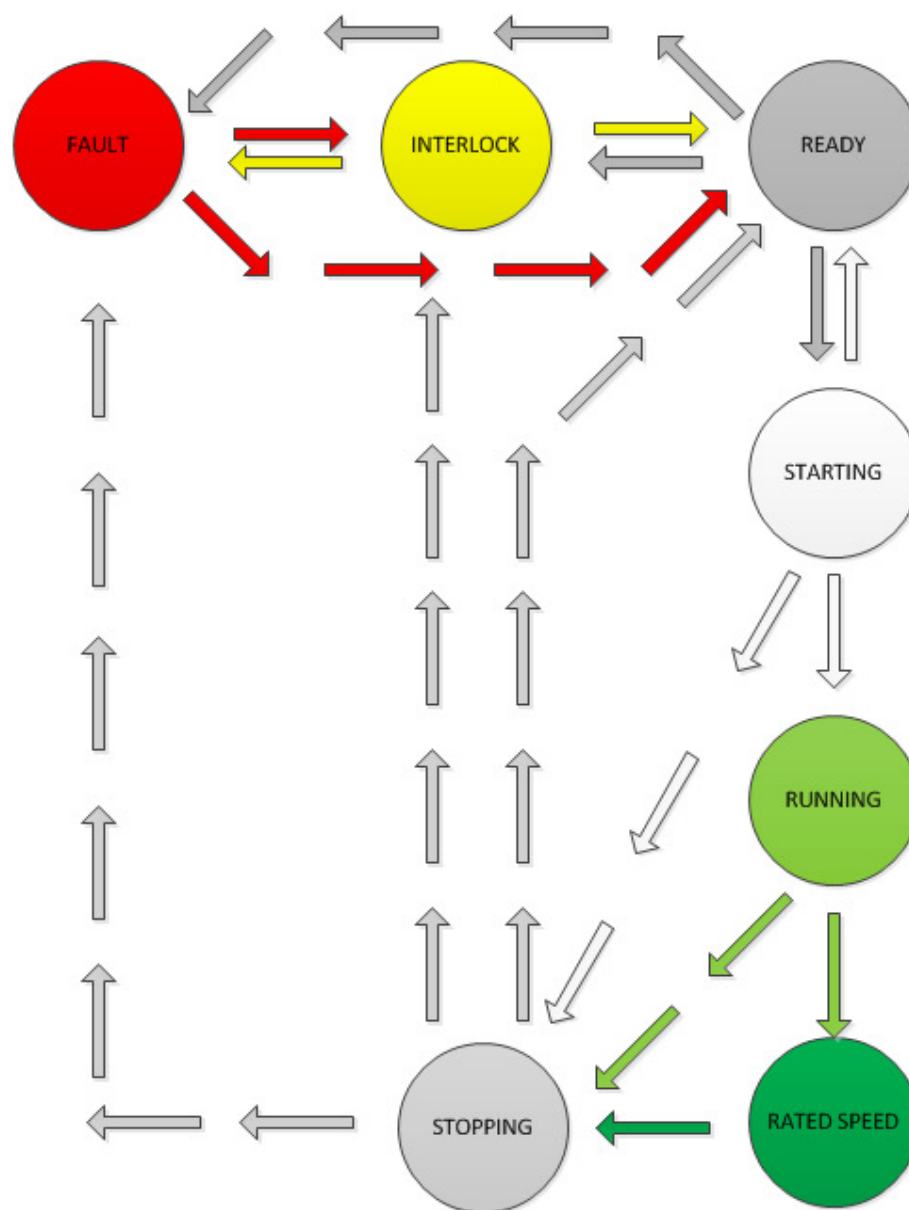 FAULT
INTERLOCK
READY
STARTING
RUNNING
STOPPING
RATED SPEED